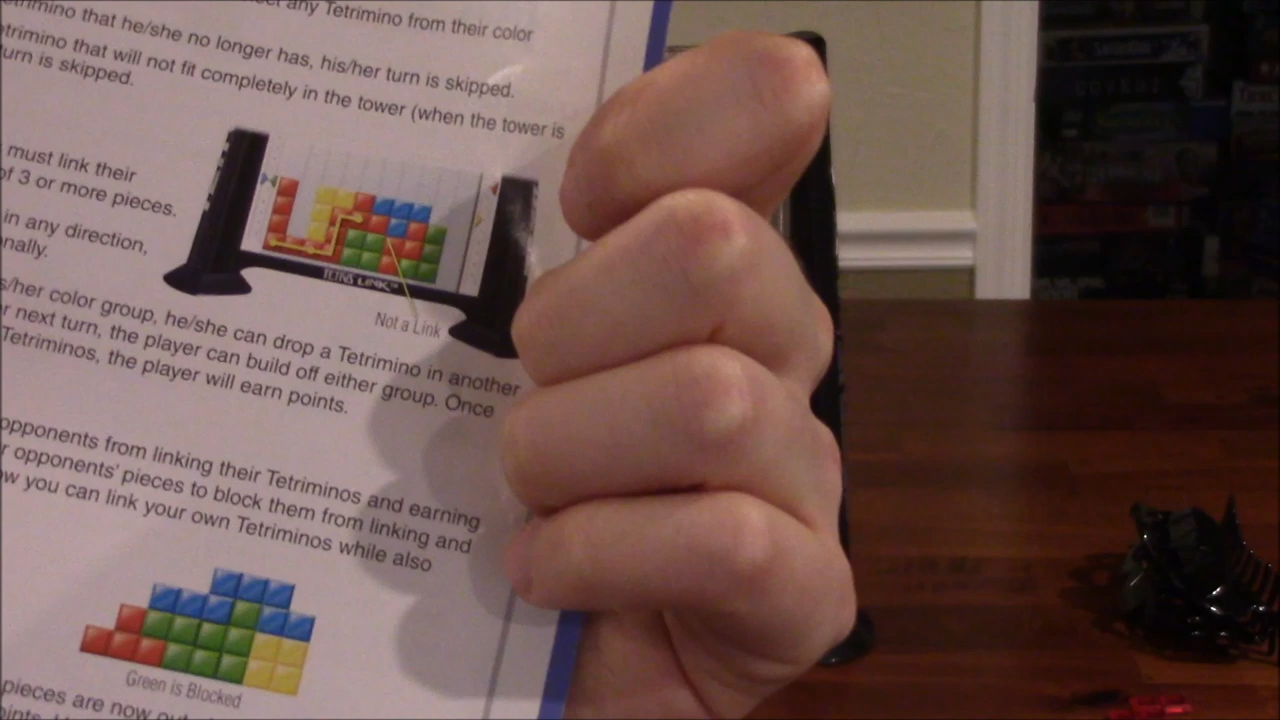 any Tetrimino from their color
etrimino that he/she no longer has, his/her turn is skipped.
etrimino that will not fit completely in the tower (when the tower is
turn is skipped.
must link their
of 3 or more pieces.
in any direction,
onally.
TETRIS LINK™
Not a Link
s/her color group, he/she can drop a Tetrimino in another
r next turn, the player can build off either group. Once
Tetriminos, the player will earn points.
opponents from linking their Tetriminos and earning
r opponents' pieces to block them from linking and
ow you can link your own Tetriminos while also
Green is Blocked
pieces are now